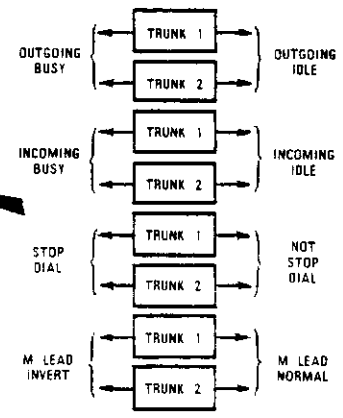 OUTGOING
BUSY
TRUNK 1
TRUNK 2
OUTGOING
IDLE
INCOMING
BUSY
TRUNK 1
TRUNK 2
INCOMING
IDLE
STOP
DIAL
TRUNK 1
TRUNK 2
NOT
STOP
DIAL
M LEAD
INVERT
TRUNK 1
TRUNK 2
M LEAD
NORMAL